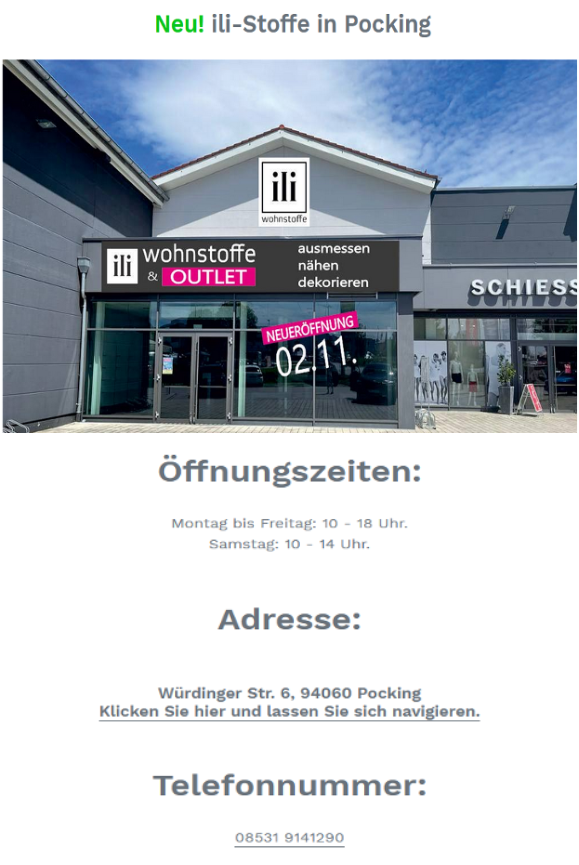 Neu! ili-Stoffe in Pocking
ili
wohnstoffe
ili wohnstoffe
& OUTLET
ausmessen
nähen
dekorieren
SCHIESS
NEUERÖFFNUNG
02.11.
Öffnungszeiten:
Montag bis Freitag: 10 - 18 Uhr.
Samstag: 10 - 14 Uhr.
Adresse:
Würdinger Str. 6, 94060 Pocking
Klicken Sie hier und lassen Sie sich navigieren.
Telefonnummer:
08531 9141290